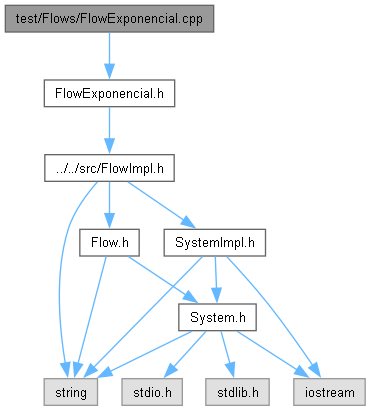 test/Flows/FlowExponencial.cpp
FlowExponencial.h
../../src/FlowImpl.h
Flow.h
SystemImpl.h
System.h
string
stdio.h
stdlib.h
iostream